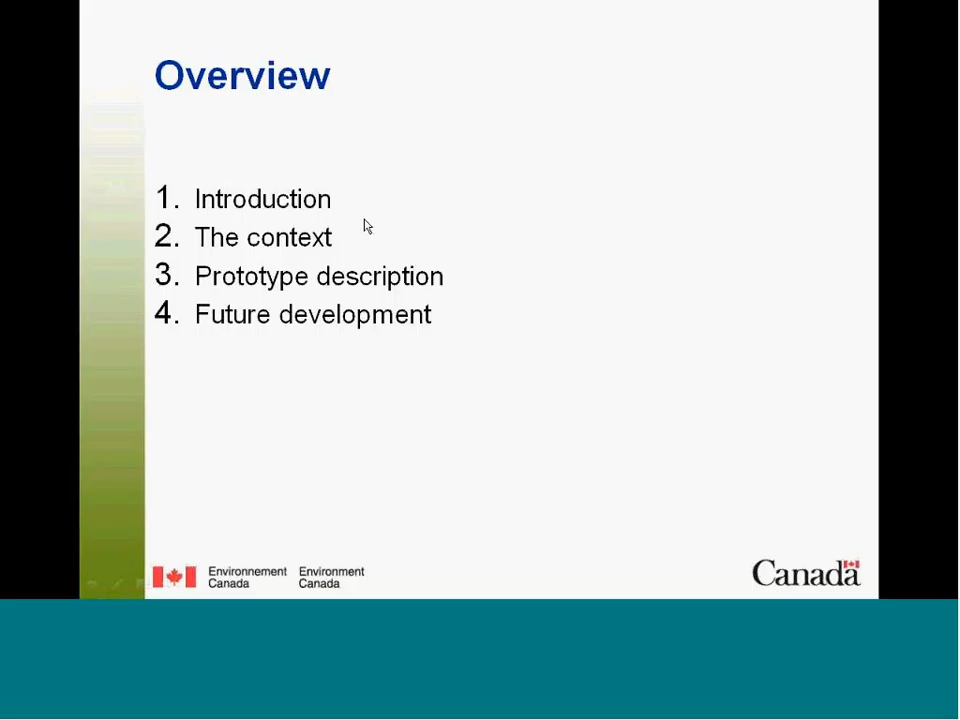 Overview
1. Introduction
2. The context
3. Prototype description
4. Future development
Environnement Canada
Environment Canada
Canada